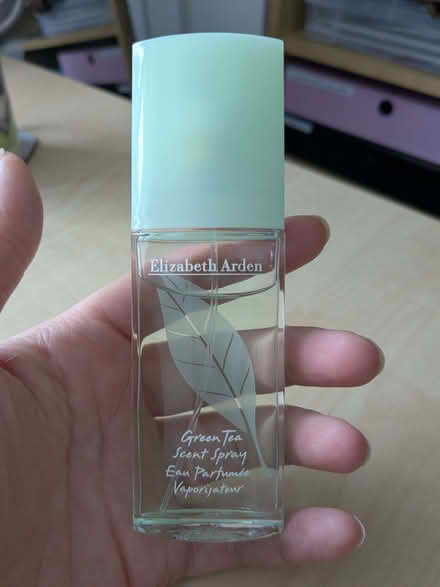 Elizabeth Arden
Green Tea
Scent Spray
Eau Parfumée
Vaporisateur